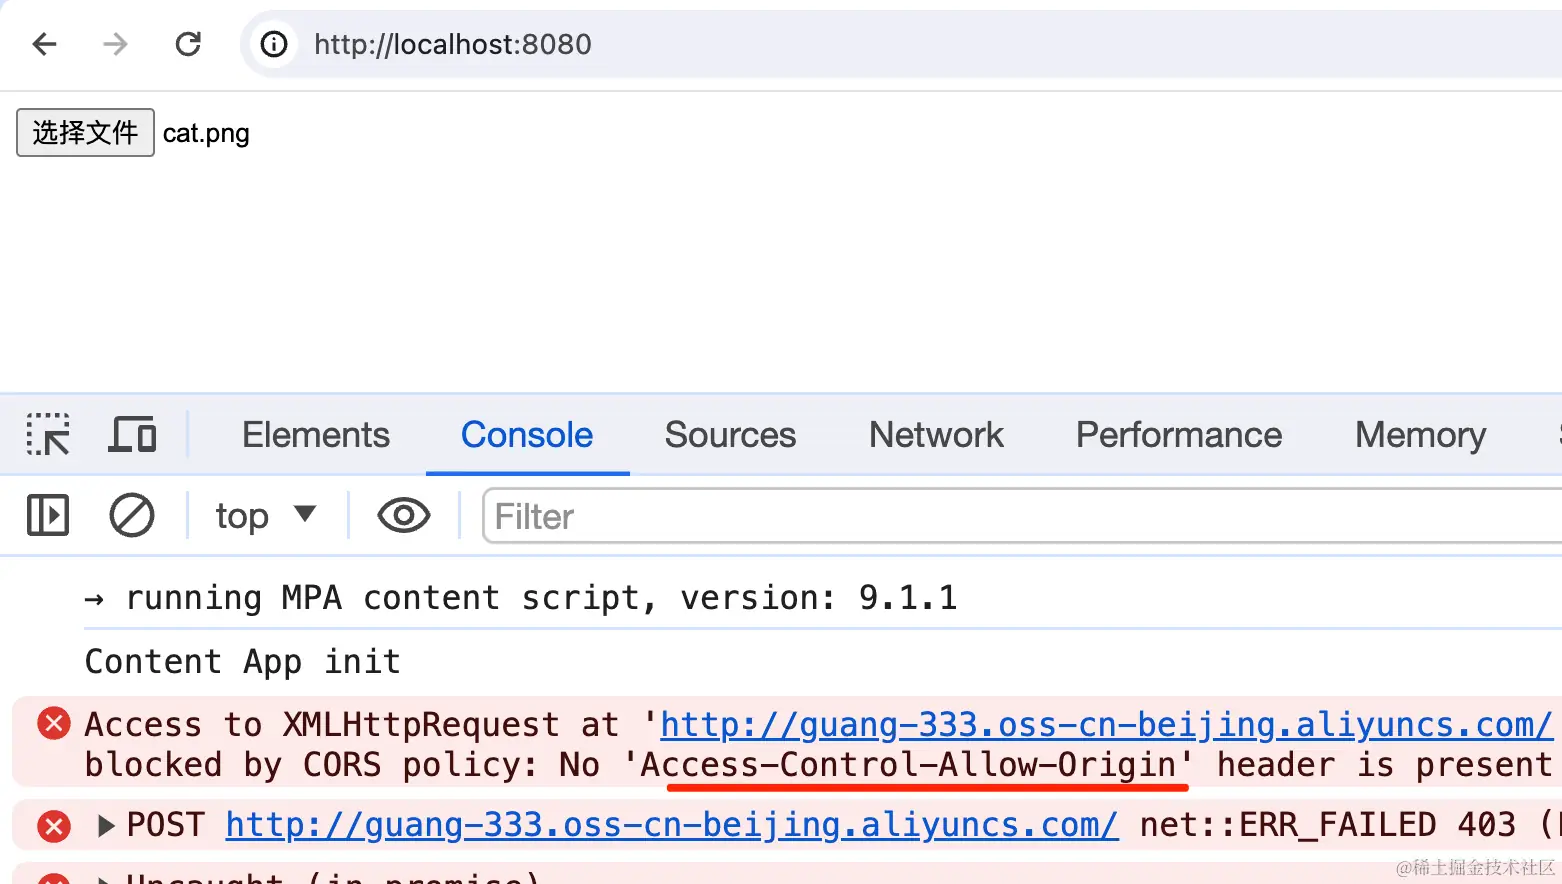 http://localhost:8080
选择文件 cat.png
Elements Console Sources Network Performance Memory
top Filter
→ running MPA content script, version: 9.1.1
Content App init
Access to XMLHttpRequest at 'http://guang-333.oss-cn-beijing.aliyuncs.com/
blocked by CORS policy: No 'Access-Control-Allow-Origin' header is present
POST http://guang-333.oss-cn-beijing.aliyuncs.com/ net::ERR_FAILED 403 (
Uncaught (in promise)
@稀土掘金技术社区